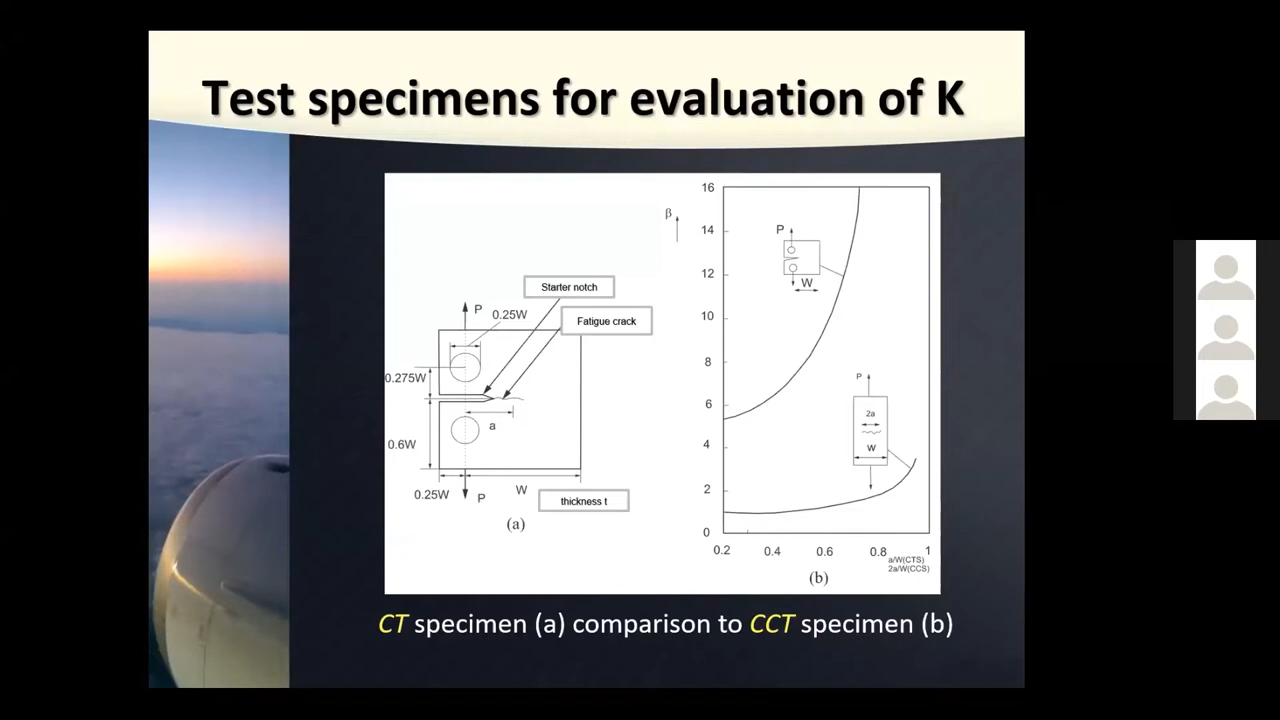 Test specimens for evaluation of K
Starter notch
Fatigue crack
P
0.25W
0.275W
a
0.6W
0.25W
P
W
thickness t
(a)
β
16
14
12
10
8
6
4
2
0
P
W
P
2a
W
0.2
0.4
0.6
0.8
1
a/W(CTS)
2a/W(CCS)
(b)
CT specimen (a) comparison to CCT specimen (b)